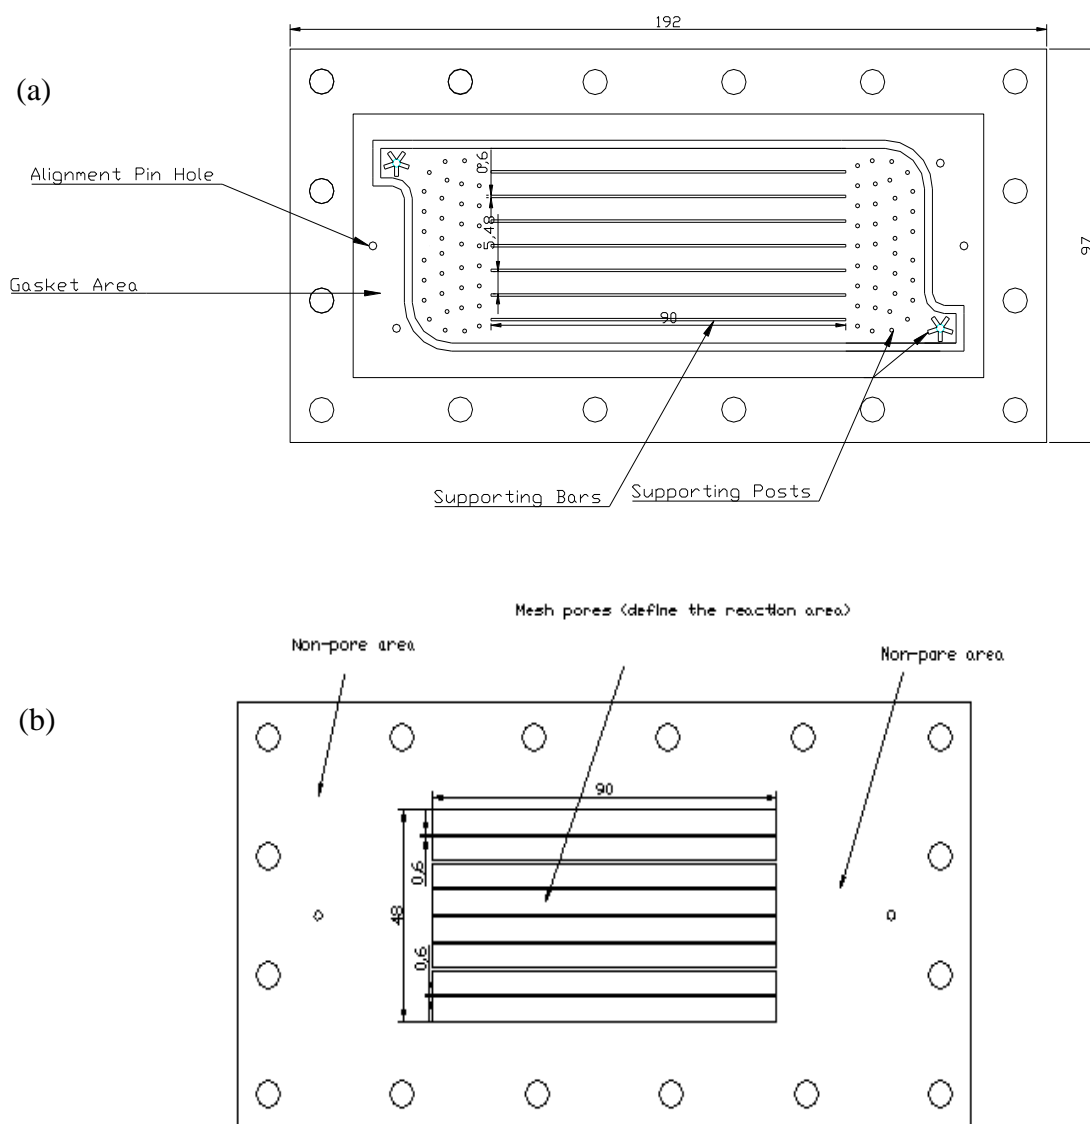 192
(a)
0,6
Alignment Pin Hole
5,48
97
Gasket Area
90
Supporting Bars
Supporting Posts
Mesh pores (define the reaction area)
Non-pore area
Non-pare area
(b)
90
0,6
48
0,6